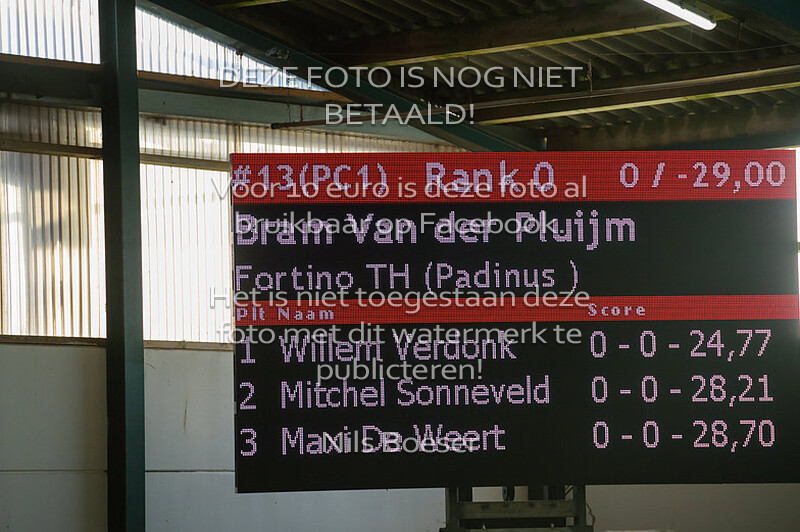 DEZE FOTO IS NOG NIET
BETAALD!
#13(PC1) Rank.0 0 / -29,00
Voor 10 euro is deze foto al
bruikbaar op Facebook.
Bram Van der Pluijm
Fortino TH (Padinus )
Het is niet toegestaan deze
Plt Naam Score
foto met dit watermerk te
1 Willem Verdonk 0 - 0 - 24,77
publiceren!
2 Mitchel Sonneveld 0 - 0 - 28,21
3 De Weert 0 - 0 - 28,70
Nils Boeser